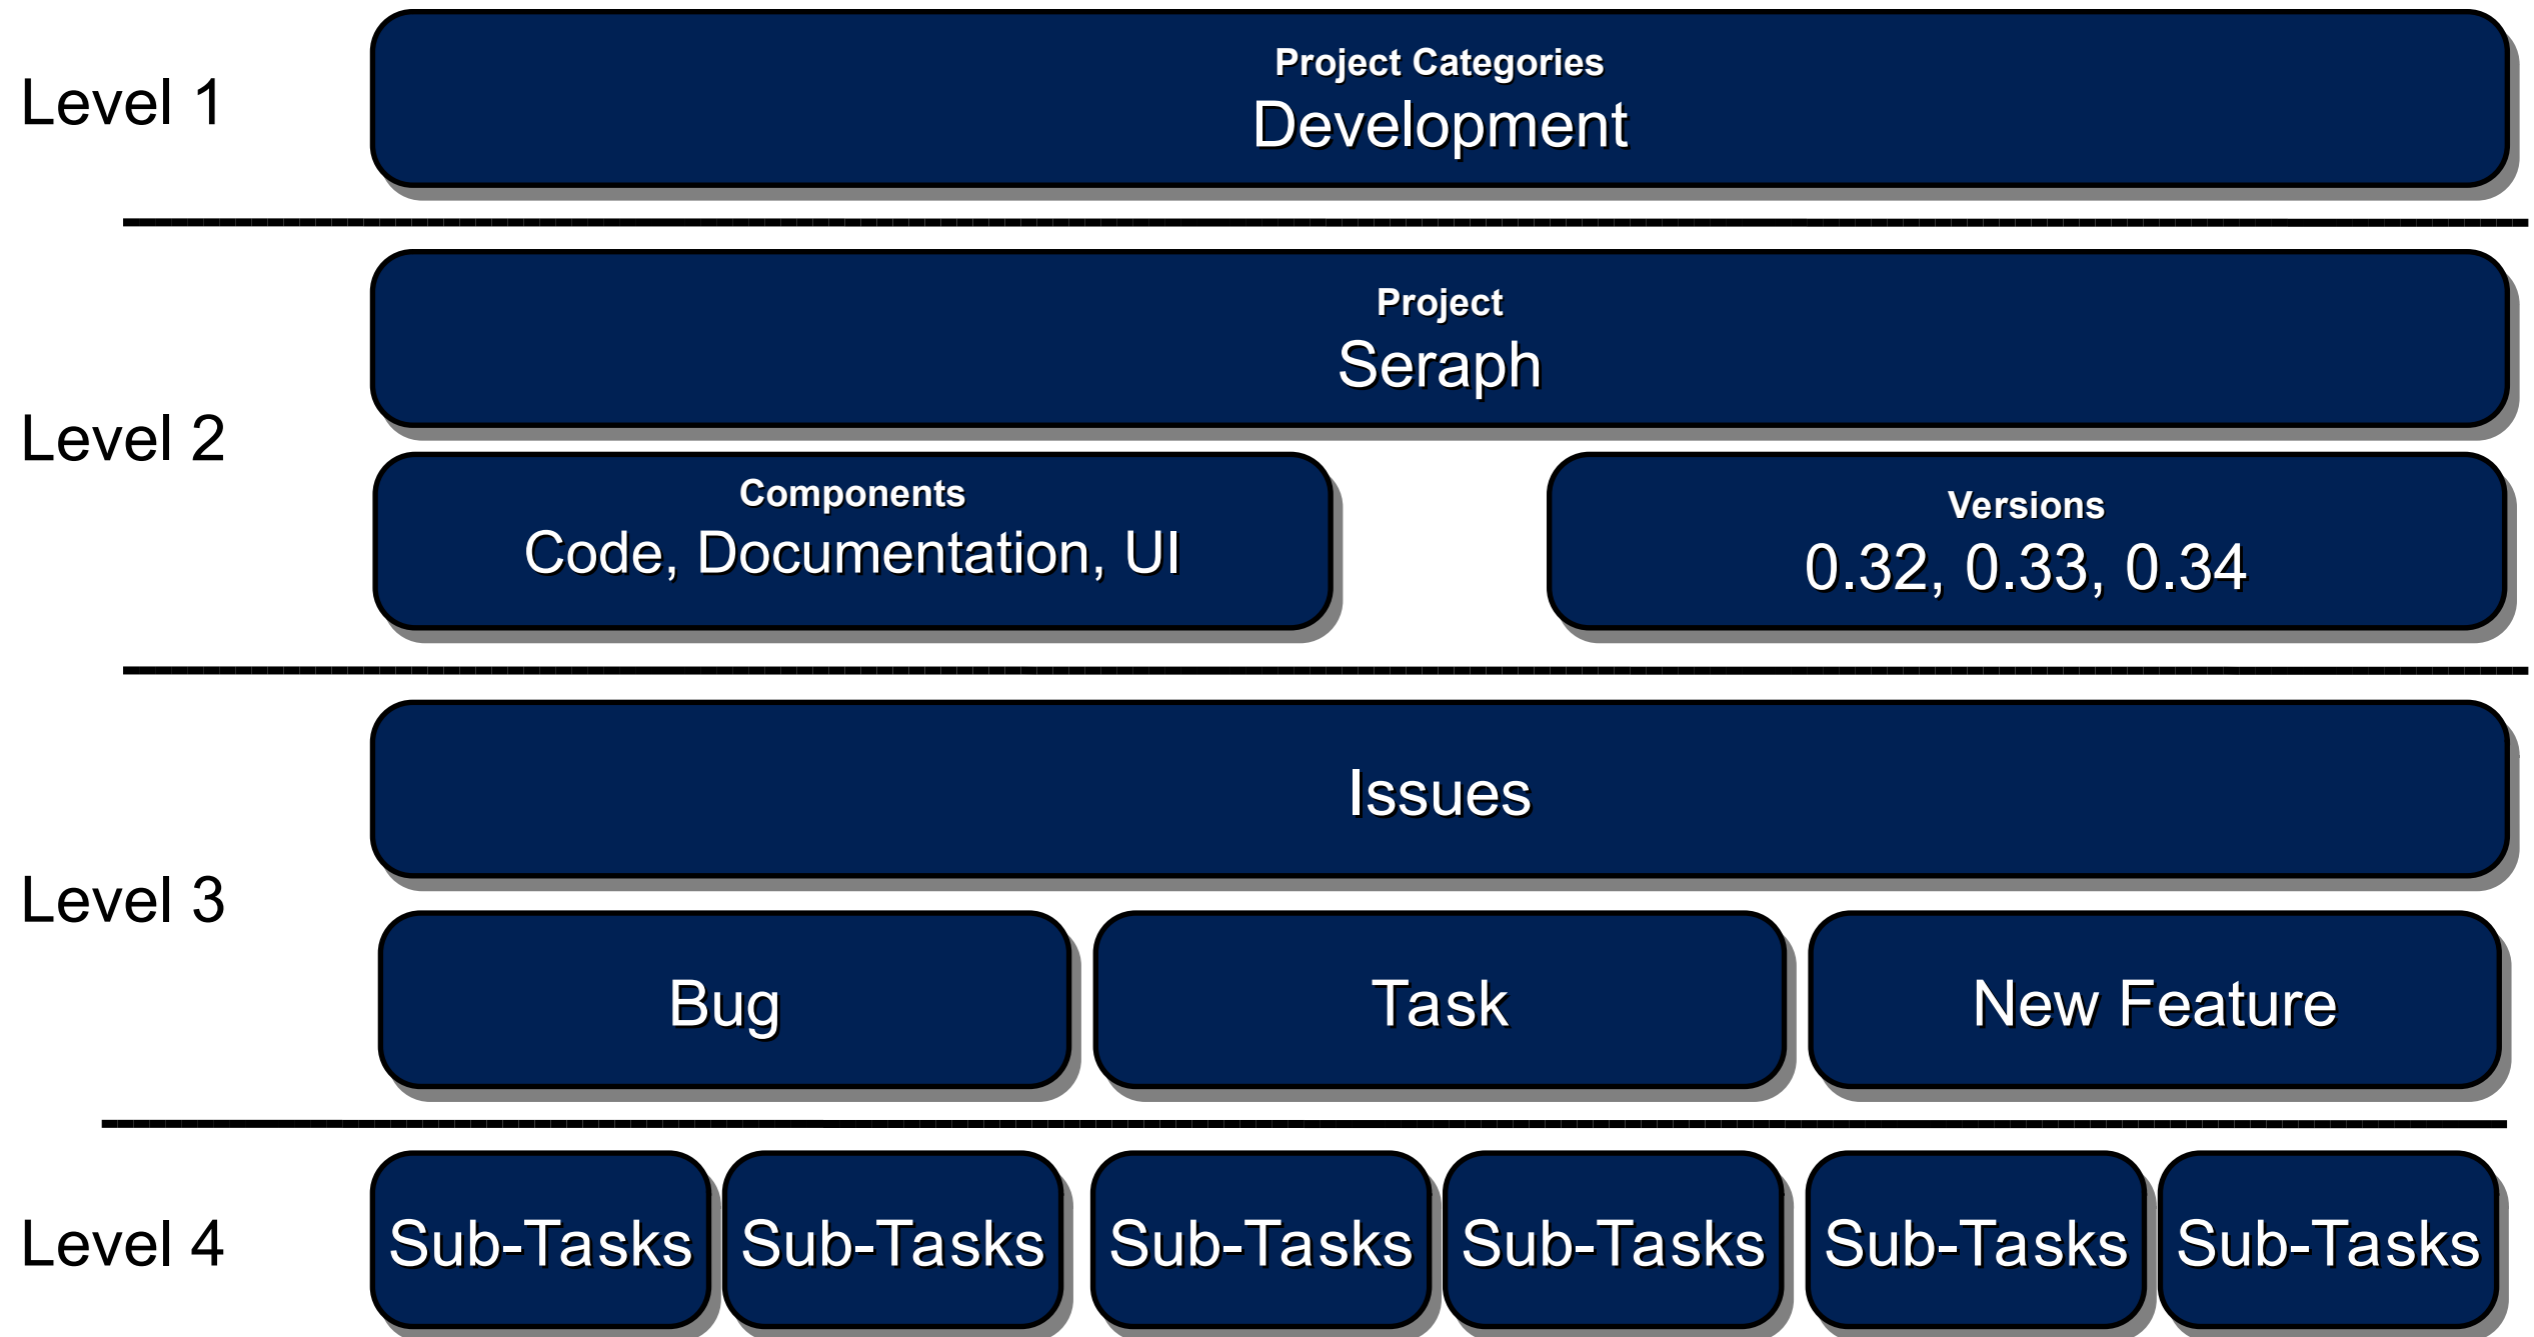 Level 1
Project Categories
Development
Level 2
Project
Seraph
Components
Code, Documentation, UI
Versions
0.32, 0.33, 0.34
Level 3
Issues
Bug
Task
New Feature
Level 4
Sub-Tasks
Sub-Tasks
Sub-Tasks
Sub-Tasks
Sub-Tasks
Sub-Tasks